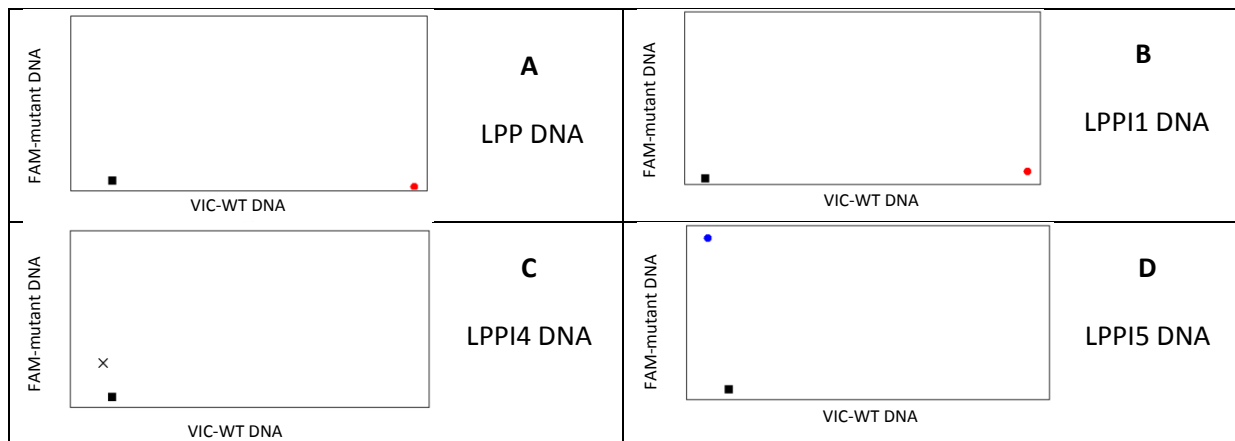 FAM-mutant DNA
VIC-WT DNA
A
LPP DNA
FAM-mutant DNA
VIC-WT DNA
B
LPPI1 DNA
FAM-mutant DNA
VIC-WT DNA
C
LPPI4 DNA
FAM-mutant DNA
VIC-WT DNA
D
LPPI5 DNA